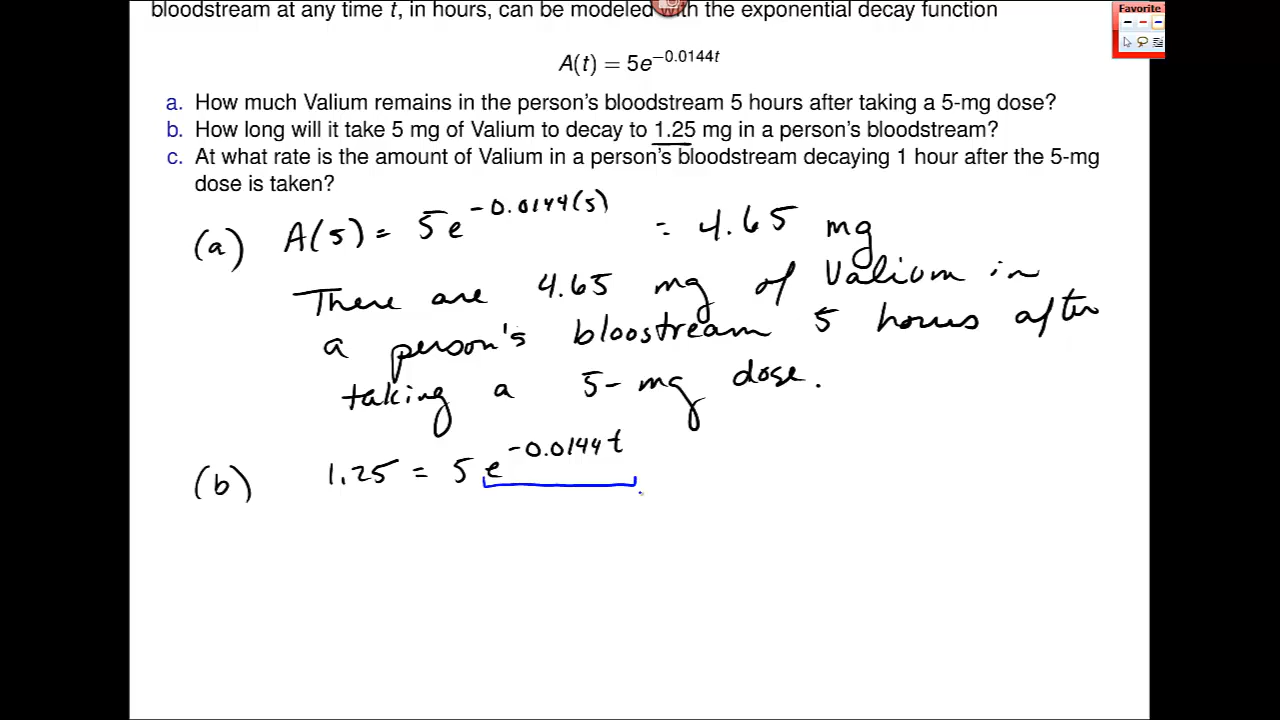 bloodstream at any time t, in hours, can be modeled with the exponential decay function
A(t) = 5e^{-0.0144t}
a. How much Valium remains in the person's bloodstream 5 hours after taking a 5-mg dose?
b. How long will it take 5 mg of Valium to decay to 1.25 mg in a person's bloodstream?
c. At what rate is the amount of Valium in a person's bloodstream decaying 1 hour after the 5-mg
dose is taken?
(a) A(5) = 5e^{-0.0144(5)} = 4.65 mg
There are 4.65 mg of Valium in
a person's bloostream 5 hours after
taking a 5-mg dose.
(b) 1.25 = 5e^{-0.0144t}
Favorite